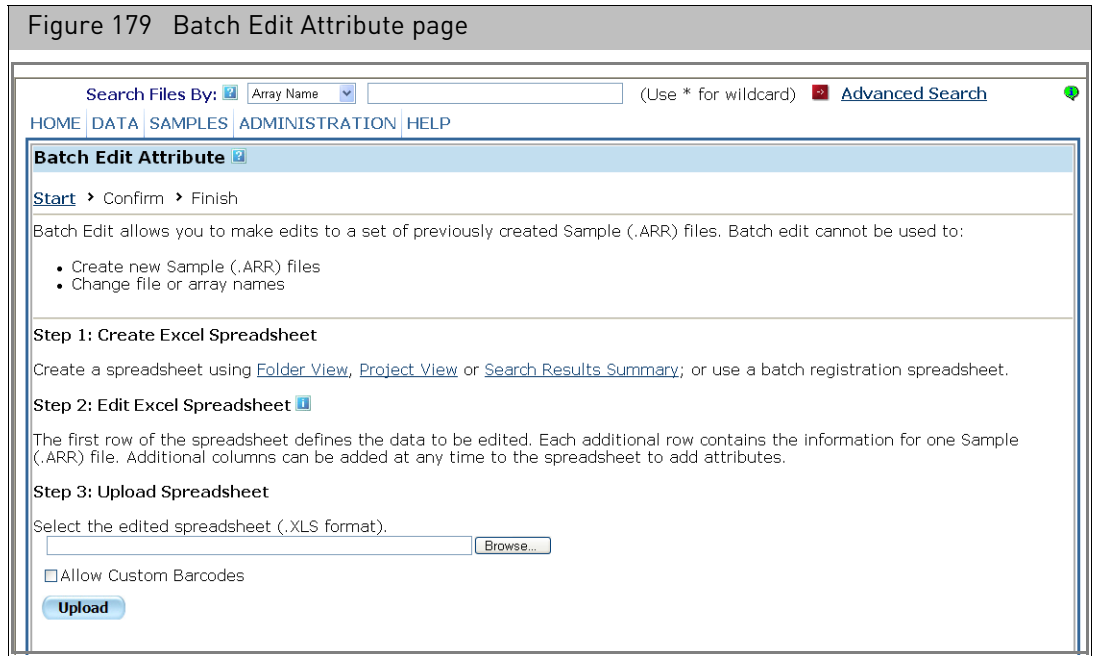 Figure 179 Batch Edit Attribute page
Search Files By: ? Array Name (Use * for wildcard) Advanced Search
HOME DATA SAMPLES ADMINISTRATION HELP
Batch Edit Attribute ?
Start > Confirm > Finish
Batch Edit allows you to make edits to a set of previously created Sample (.ARR) files. Batch edit cannot be used to:
• Create new Sample (.ARR) files
• Change file or array names
Step 1: Create Excel Spreadsheet
Create a spreadsheet using Folder View, Project View or Search Results Summary; or use a batch registration spreadsheet.
Step 2: Edit Excel Spreadsheet i
The first row of the spreadsheet defines the data to be edited. Each additional row contains the information for one Sample
(.ARR) file. Additional columns can be added at any time to the spreadsheet to add attributes.
Step 3: Upload Spreadsheet
Select the edited spreadsheet (.XLS format).
Browse...
Allow Custom Barcodes
Upload